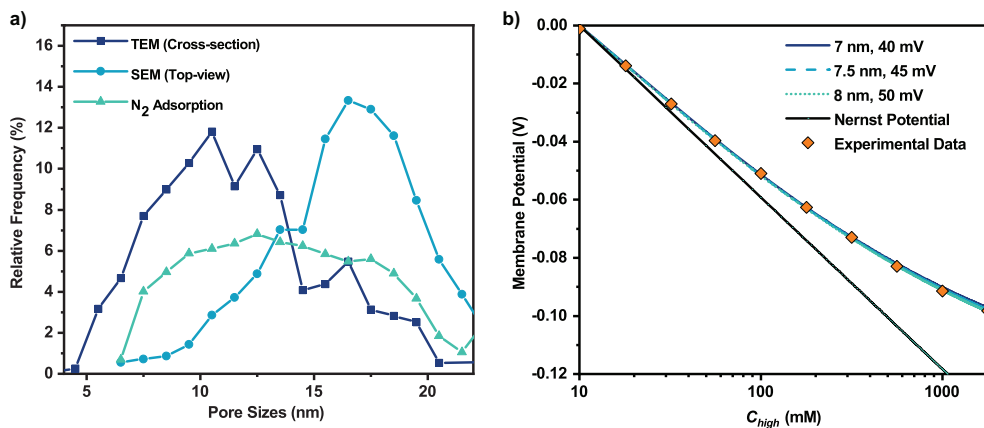 a)
Relative Frequency (%)
16
14
12
10
8
6
4
2
0
TEM (Cross-section)
SEM (Top-view)
N2 Adsorption
5
10
15
20
Pore Sizes (nm)
b)
Membrane Potential (V)
0.00
-0.02
-0.04
-0.06
-0.08
-0.10
-0.12
7 nm, 40 mV
7.5 nm, 45 mV
8 nm, 50 mV
Nernst Potential
Experimental Data
10
100
1000
Chigh (mM)